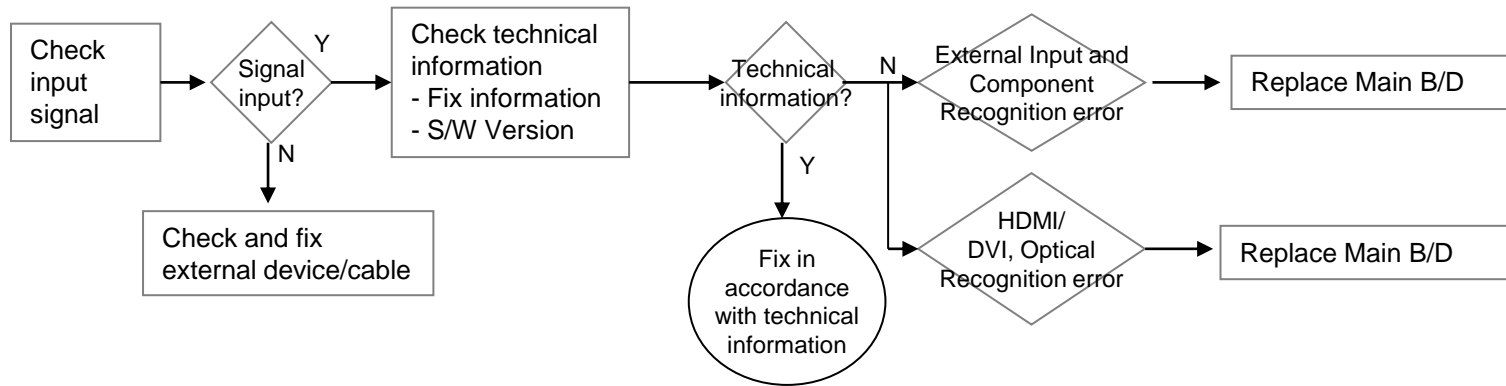 Check
input
signal
Signal
input?
Y
N
Check and fix
external device/cable
Check technical
information
- Fix information
- S/W Version
Technical
information?
N
Y
Fix in
accordance
with technical
information
External Input and
Component
Recognition error
Replace Main B/D
HDMI/
DVI, Optical
Recognition error
Replace Main B/D